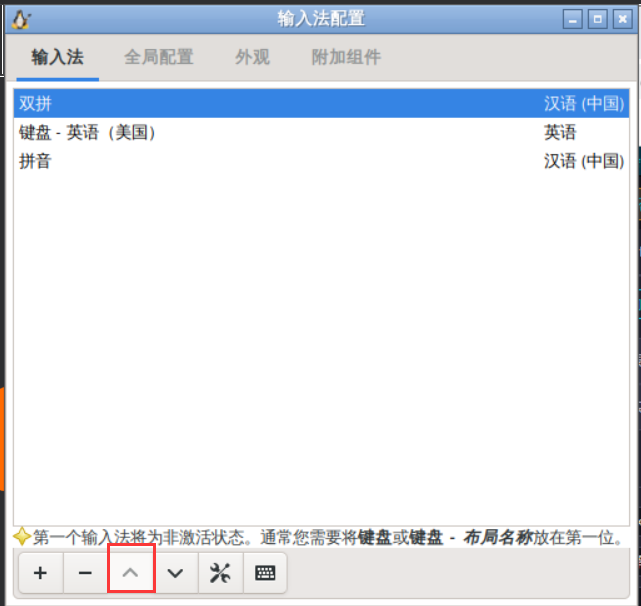 输入法配置
输入法 全局配置 外观 附加组件
双拼 汉语 (中国)
键盘 - 英语（美国） 英语
拼音 汉语 (中国)
第一个输入法将为非激活状态。通常您需要将键盘或键盘 - 布局名称放在第一位。